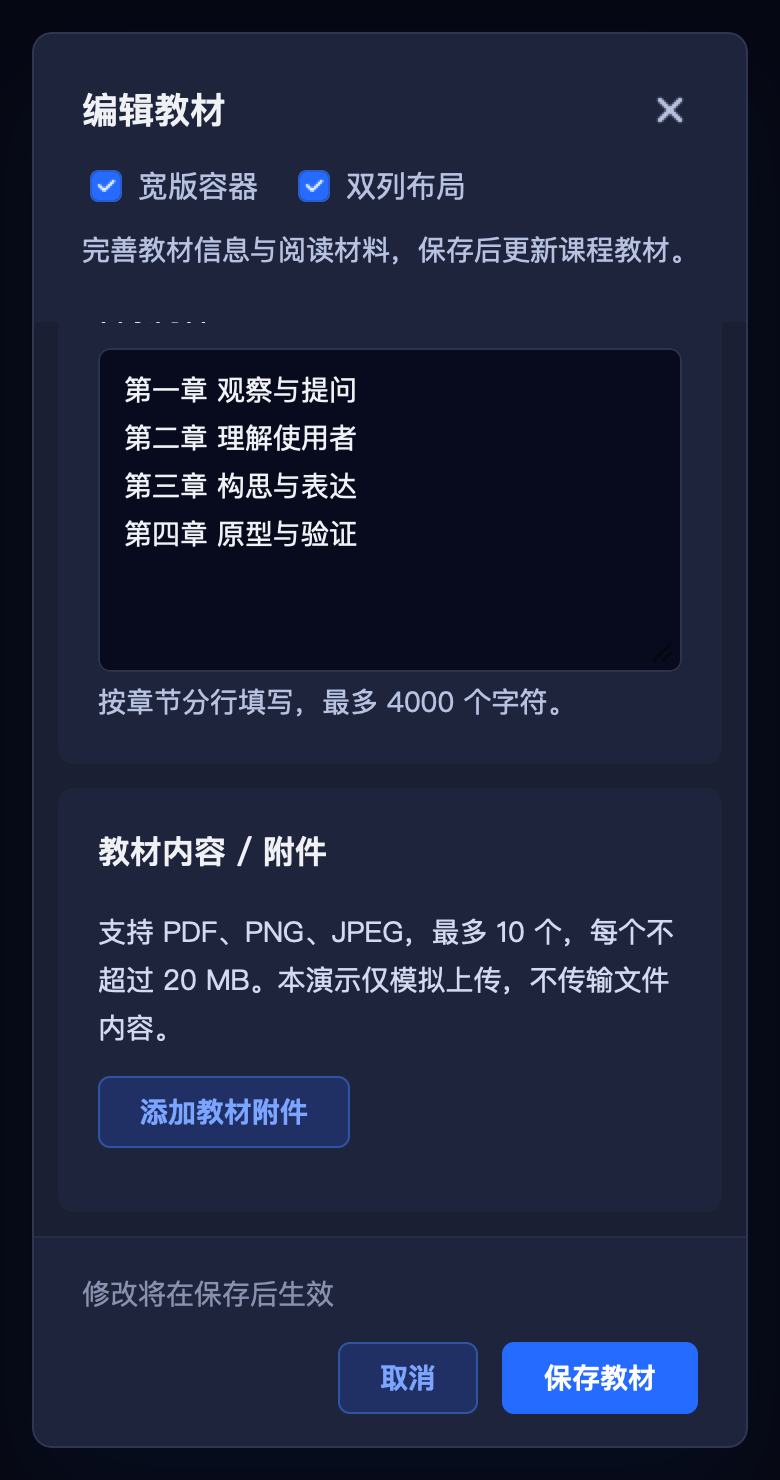 编辑教材
宽版容器 双列布局
完善教材信息与阅读材料，保存后更新课程教材。
第一章 观察与提问
第二章 理解使用者
第三章 构思与表达
第四章 原型与验证
按章节分行填写，最多 4000 个字符。
教材内容 / 附件
支持 PDF、PNG、JPEG，最多 10 个，每个不
超过 20 MB。本演示仅模拟上传，不传输文件
内容。
添加教材附件
修改将在保存后生效
取消 保存教材